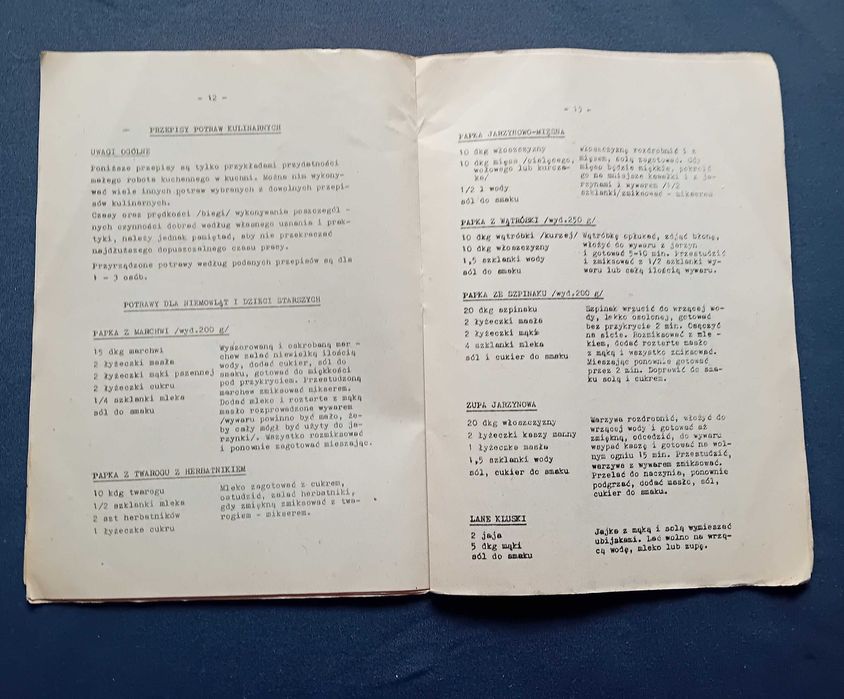 - 12 -
PRZEPISY POTRAW KULINARNYCH
UWAGI OGÓLNE
Poniższe przepisy są tylko przykładami przydatności
małego robota kuchennego w kuchni. Można nim wykony-
wać wiele innych potraw wybranych z dowolnych przepi-
sów kulinarnych.
Czasy oraz prędkości /biegi/ wykonywania poszczegól -
nych czynności dobrać według własnego uznania i prak-
tyki, należy jednak pamiętać, aby nie przekraczać
najdłuższego dopuszczalnego czasu pracy.
Przyrządzone potrawy według podanych przepisów są dla
1 - 3 osób.
POTRAWY DLA NIEMOWLĄT I DZIECI STARSZYCH
PAPKA Z MARCHWI /wyd.200 g/
15 dkg marchwi
2 łyżeczki masła
2 łyżeczki mąki pszennej
2 łyżeczki cukru
1/4 szklanki mleka
sól do smaku
Wyszorowaną i oskrobaną mar -
chew zalać niewielką ilością
wody, dodać cukier, sól do
smaku, gotować do miękkości
pod przykryciem. Przestudzoną
marchew zmiksować mikserem.
Dodać mleko i roztarte z mąką
masło rozprowadzone wywarem
/wywaru powinno być mało, że-
by cały mógł być użyty do ja-
rzynki/. Wszystko rozmiksować
i ponownie zagotować mieszając.
PAPKA Z TWAROGU Z HERBATNIKIEM
10 kdg twarogu
1/2 szklanki mleka
2 szt herbatników
1 łyżeczka cukru
Mleko zagotować z cukrem,
ostudzić, zalać herbatniki,
gdy zmiękną zmiksować z twa-
rogiem - mikserem.
- 13 -
PAPKA JARZYNOWO-MIĘSNA
10 dkg włoszczyzny
10 dkg mięsa /cielęcego,
wołowego lub kurcza-
ka/
1/2 l wody
sól do smaku
Włoszczyznę rozdrobnić i z
mięsem, solą zagotować. Gdy
mięso będzie miękkie, pokroić
go na mniejsze kawałki i z ja-
rzynami i wywarem /1/2
szklanki/zmiksować - mikserem
PAPKA Z WĄTRÓBKI /wyd.250 g/
10 dkg wątróbki /kurzej/
10 dkg włoszczyzny
1,5 szklanki wody
sól do smaku
Wątróbkę opłukać, zdjąć błonę,
włożyć do wywaru z jarzyn
i gotować 5-10 min. Przestudzić
i zmiksować z 1/2 szklanki wy-
waru lub całą ilością wywaru.
PAPKA ZE SZPINAKU /wyd.200 g/
20 dkg szpinaku
2 łyżeczki masła
2 łyżeczki mąki
4 szklanki mleka
sól i cukier do smaku
Szpinak wrzucić do wrzącej wo-
dy, lekko osolonej, gotować
bez przykrycia 2 min. Osączyć
na sicie. Rozmiksować z mle -
kiem, dodać roztarte masło
z mąką i wszystko zmiksować.
Mieszając ponownie gotować
przez 2 min. Doprawić do sma-
ku solą i cukrem.
ZUPA JARZYNOWA
20 dkg włoszczyzny
2 łyżeczki kaszy manny
1 łyżeczka masła
1,5 szklanki wody
sól, cukier do smaku
Warzywa rozdrobnić, włożyć do
wrzącej wody i gotować aż
zmiękną, odcedzić, do wywaru
wsypać kaszę i gotować na wol-
nym ogniu 15 min. Przestudzić,
warzywa z wywarem zmiksować.
Przelać do naczynia, ponownie
podgrzać, dodać masło, sól,
cukier do smaku.
LANE KLUSKI
2 jaja
5 dkg mąki
sól do smaku
Jajka z mąką i solą wymieszać
ubijakami. Lać wolno na wrzą-
cą wodę, mleko lub zupę.